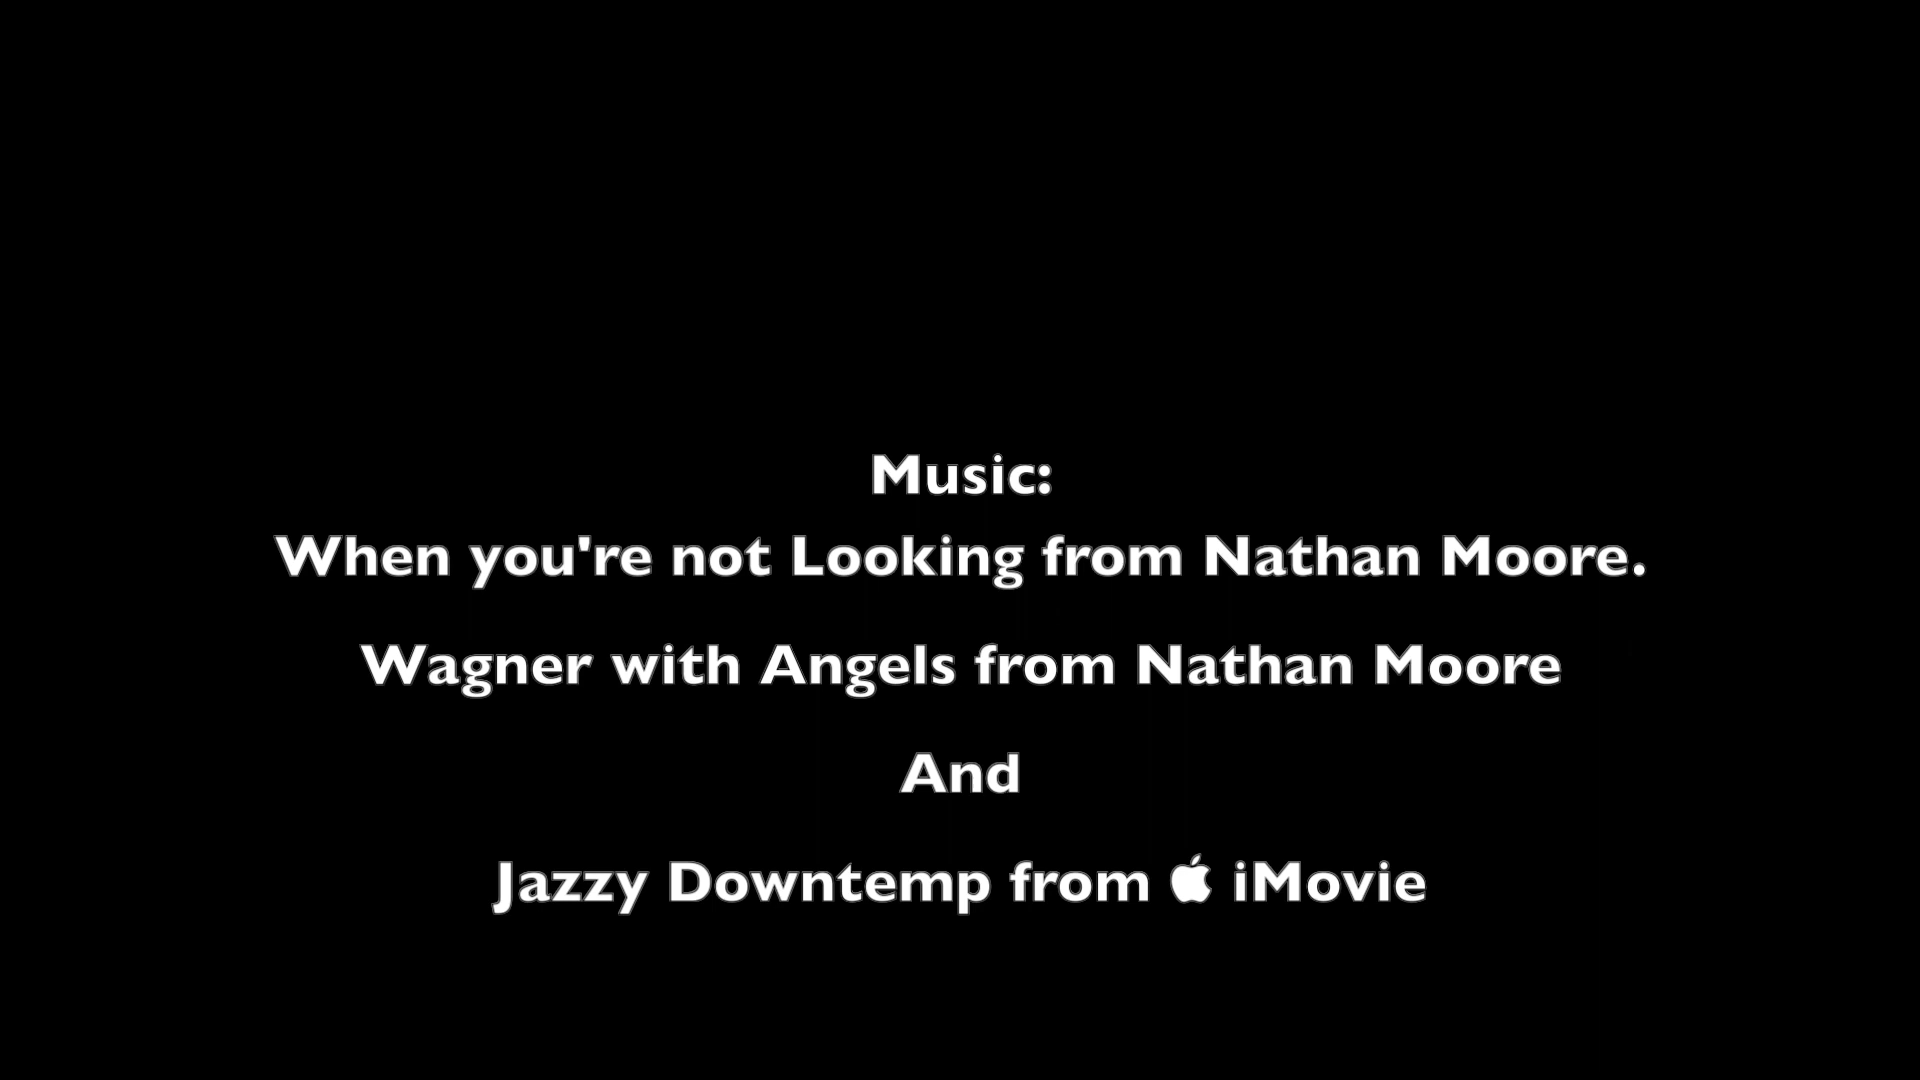 Music:
When you're not Looking from Nathan Moore.
Wagner with Angels from Nathan Moore
And
Jazzy Downtemp from  iMovie